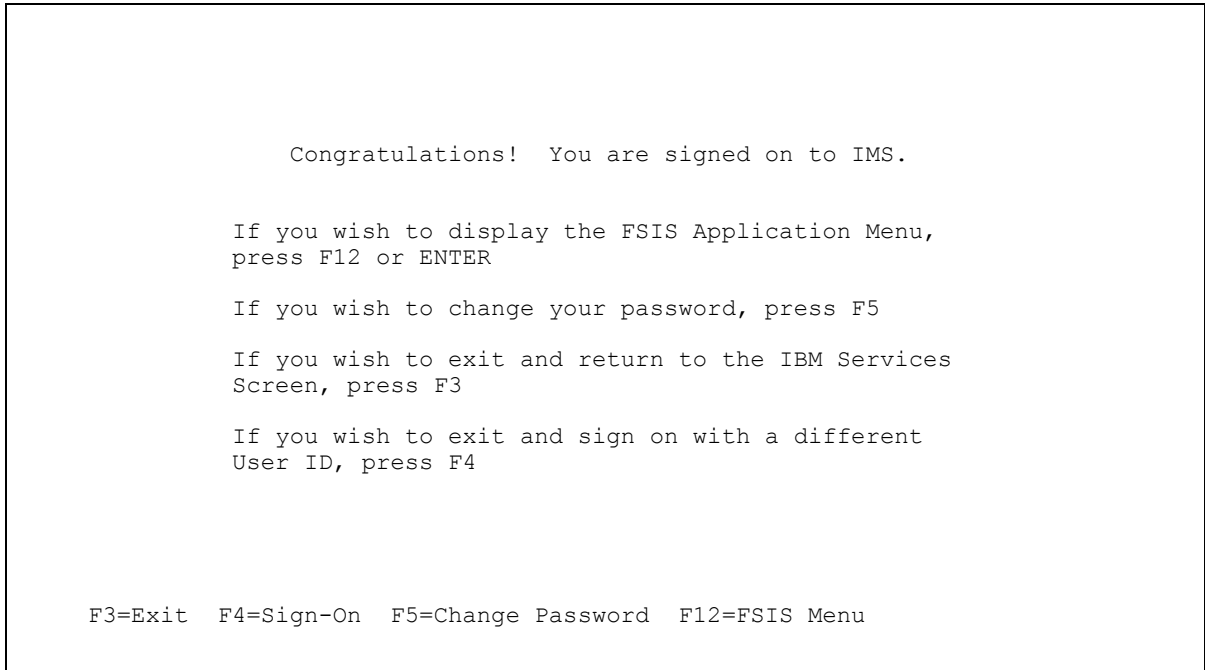 Congratulations!  You are signed on to IMS.
If you wish to display the FSIS Application Menu,
press F12 or ENTER
If you wish to change your password, press F5
If you wish to exit and return to the IBM Services
Screen, press F3
If you wish to exit and sign on with a different
User ID, press F4
F3=Exit  F4=Sign-On  F5=Change Password  F12=FSIS Menu